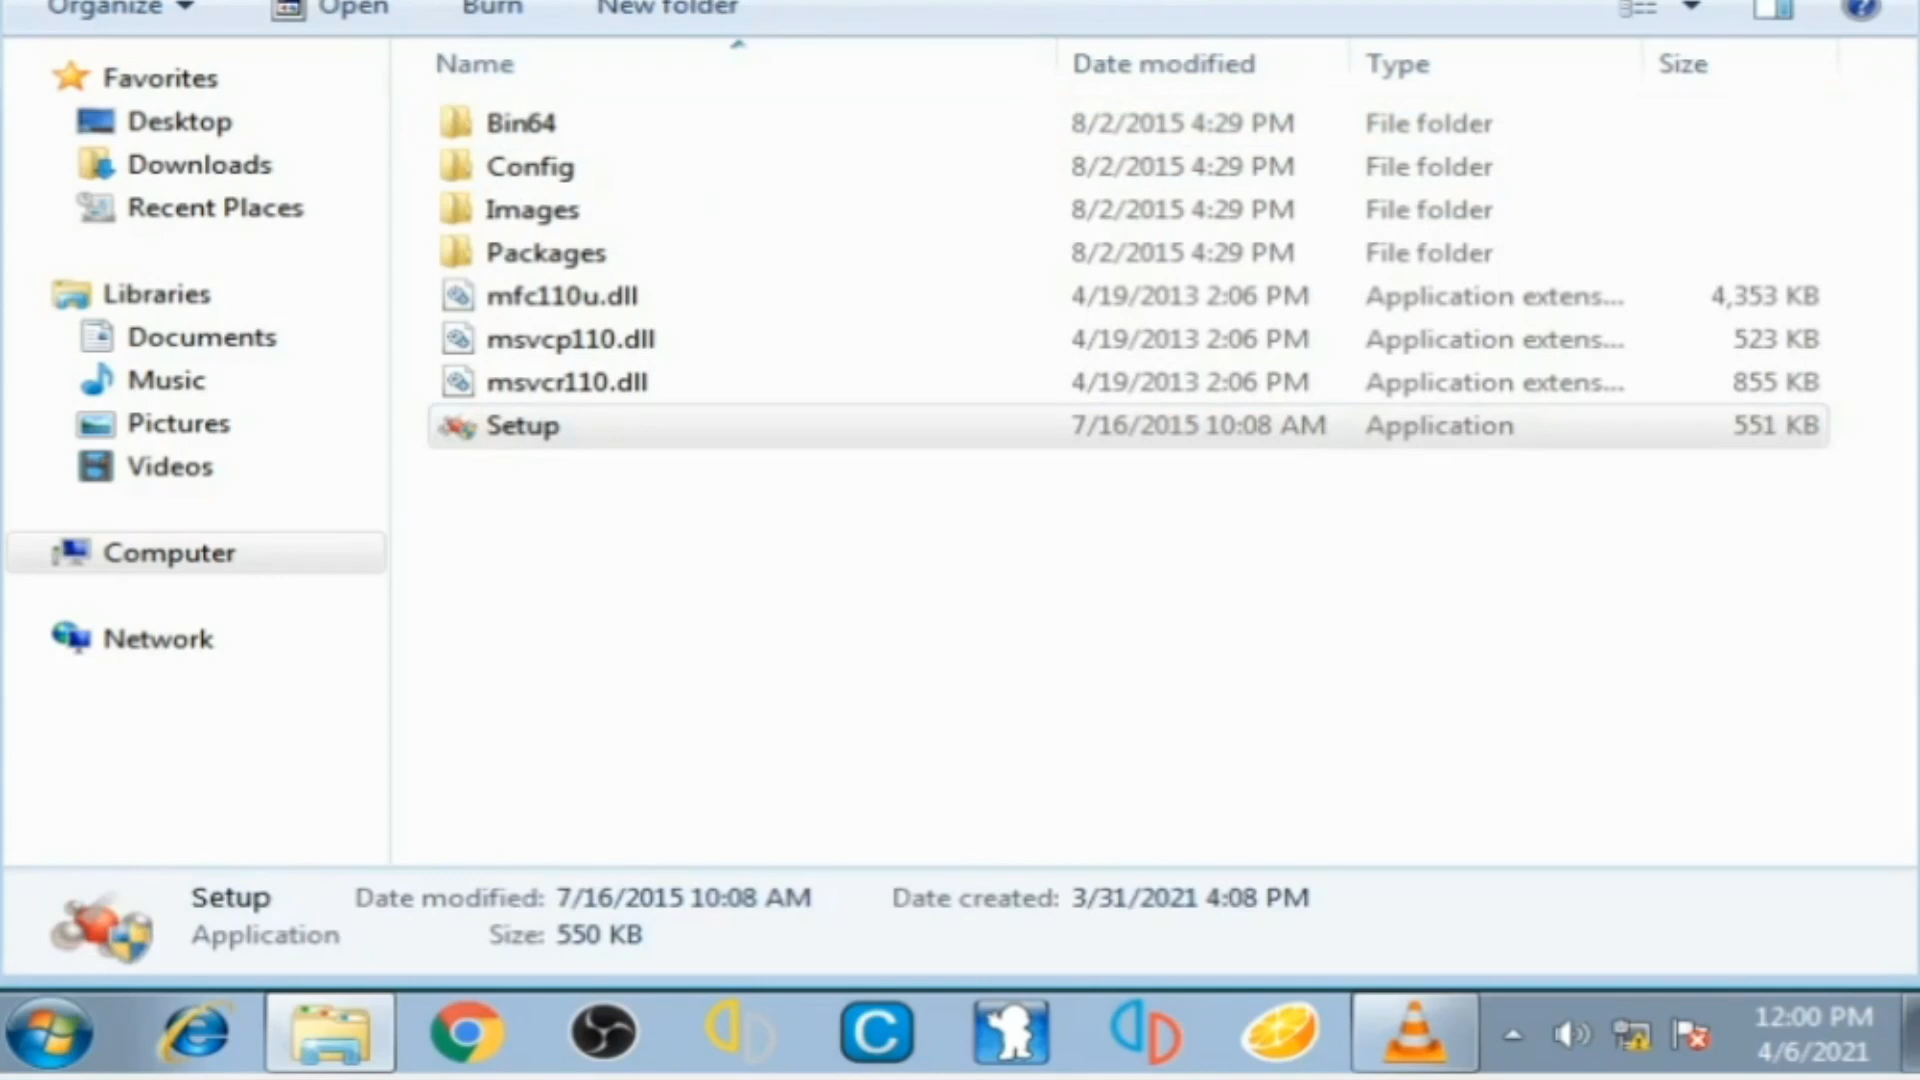 Organize Open Burn New folder
Name Date modified Type Size
Favorites
Desktop
Downloads
Recent Places
Libraries
Documents
Music
Pictures
Videos
Computer
Network
Bin64 8/2/2015 4:29 PM File folder
Config 8/2/2015 4:29 PM File folder
Images 8/2/2015 4:29 PM File folder
Packages 8/2/2015 4:29 PM File folder
mfc110u.dll 4/19/2013 2:06 PM Application extens... 4,353 KB
msvcp110.dll 4/19/2013 2:06 PM Application extens... 523 KB
msvcr110.dll 4/19/2013 2:06 PM Application extens... 855 KB
Setup 7/16/2015 10:08 AM Application 551 KB
Setup Date modified: 7/16/2015 10:08 AM Date created: 3/31/2021 4:08 PM
Application Size: 550 KB
12:00 PM
4/6/2021